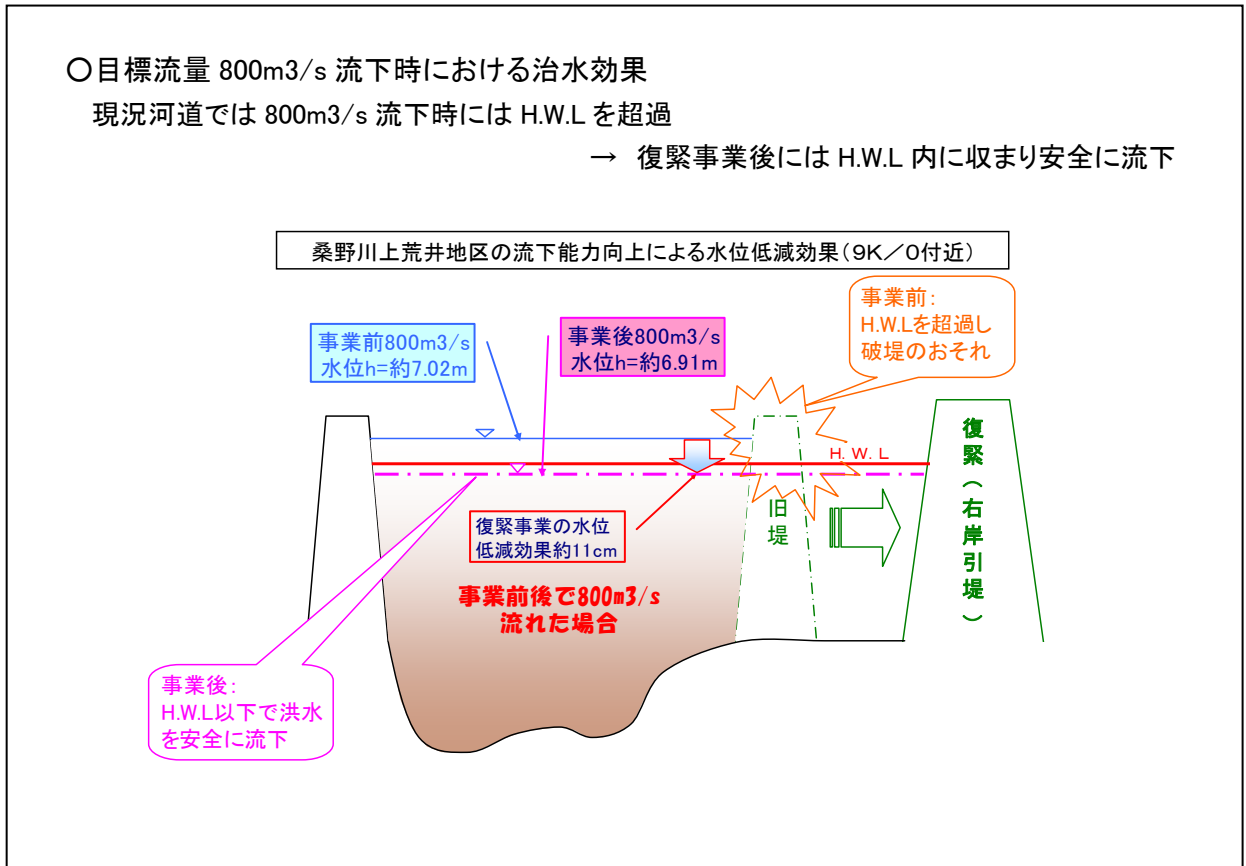 ○目標流量 800m3/s 流下時における治水効果
現況河道では 800m3/s 流下時には H.W.L を超過
→ 復緊事業後には H.W.L 内に収まり安全に流下
桑野川上荒井地区の流下能力向上による水位低減効果(9K/0付近)
事業前:
H.W.Lを超過し
破堤のおそれ
事業前800m3/s
水位h=約7.02m
事業後800m3/s
水位h=約6.91m
H. W. L
復緊(右岸引堤)
旧堤
復緊事業の水位
低減効果約11cm
事業前後で800m3/s
流れた場合
事業後:
H.W.L以下で洪水
を安全に流下